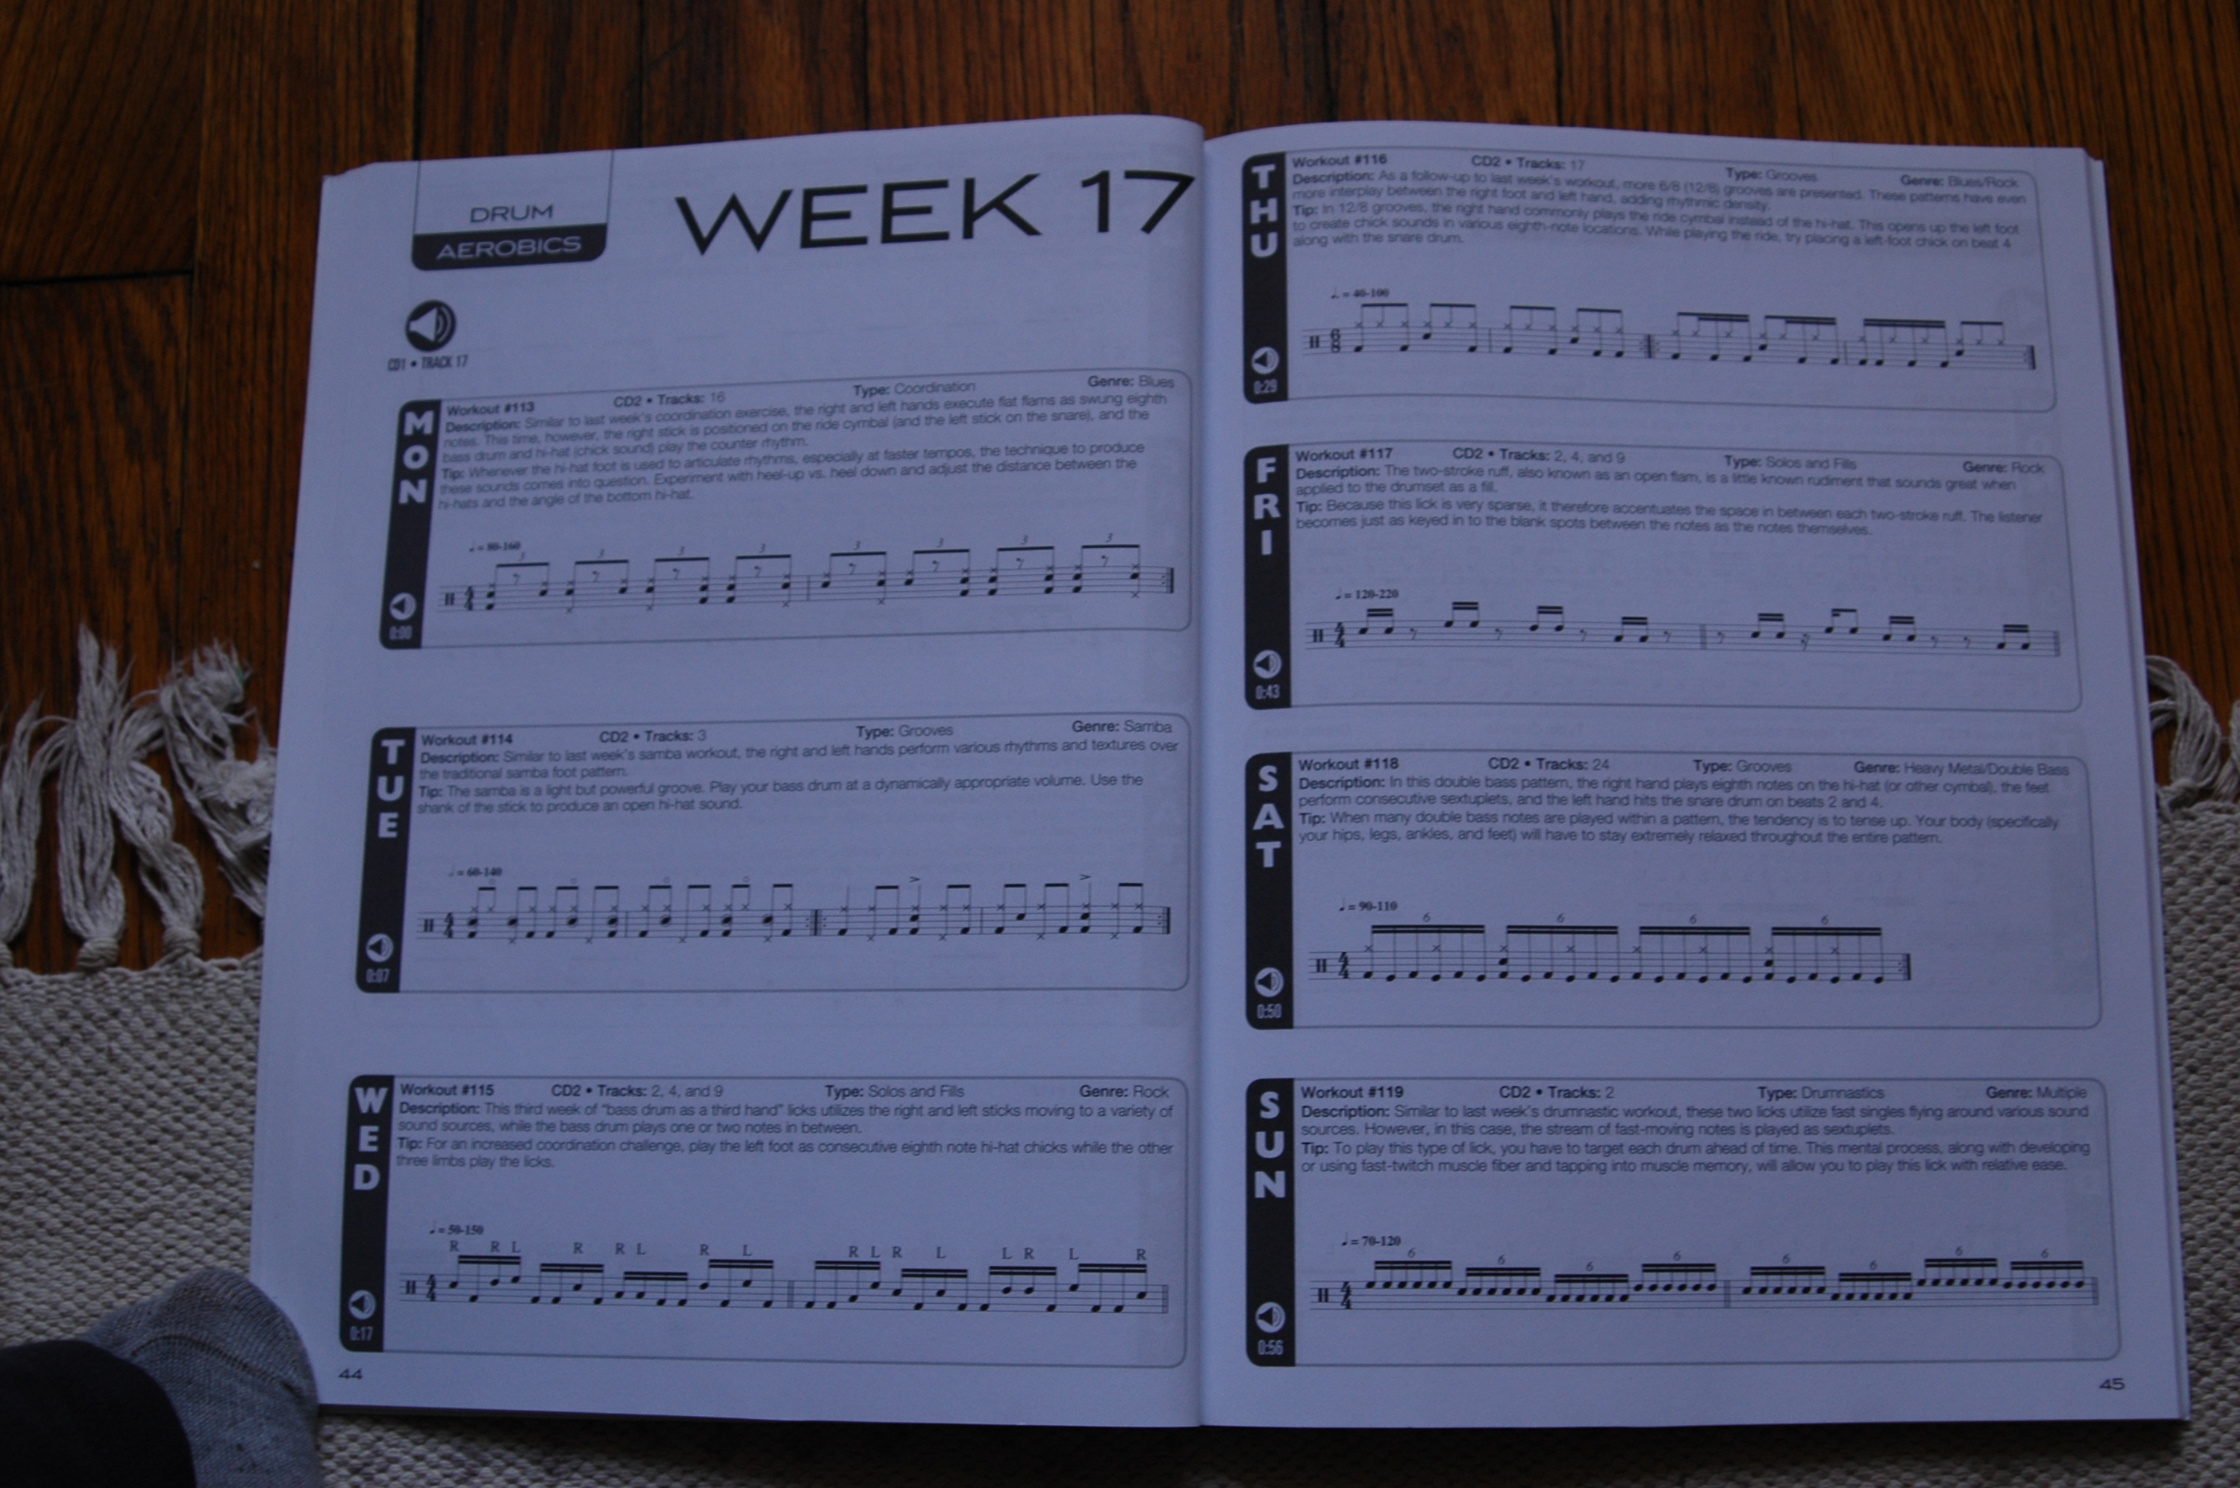 DRUM
AEROBICS
WEEK 17
CD1 • TRACK 17
MON
Workout #113 CD2 • Tracks: 16 Type: Coordination Genre: Blues
Description: Similar to last week's coordination exercise, the right and left hands execute flat flams as swung eighth
notes. This time, however, the right stick is positioned on the ride cymbal (and the left stick on the snare), and the
bass drum and hi-hat (chick sound) play the counter rhythm.
Tip: Whenever the hi-hat foot is used to articulate rhythms, especially at faster tempos, the technique to produce
these sounds comes into question. Experiment with heel-up vs. heel down and adjust the distance between the
hi-hats and the angle of the bottom hi-hat.
♩ = 80-160
3 3 3 3 3 3 3 3
0:00
TUE
Workout #114 CD2 • Tracks: 3 Type: Grooves Genre: Samba
Description: Similar to last week's samba workout, the right and left hands perform various rhythms and textures over
the traditional samba foot pattern.
Tip: The samba is a light but powerful groove. Play your bass drum at a dynamically appropriate volume. Use the
shank of the stick to produce an open hi-hat sound.
♩ = 60-140
0:07
WED
Workout #115 CD2 • Tracks: 2, 4, and 9 Type: Solos and Fills Genre: Rock
Description: This third week of "bass drum as a third hand" licks utilizes the right and left sticks moving to a variety of
sound sources, while the bass drum plays one or two notes in between.
Tip: For an increased coordination challenge, play the left foot as consecutive eighth note hi-hat chicks while the other
three limbs play the licks.
♩ = 50-150
R R L R R L R L R L R L L R L R
0:17
44
THU
Workout #116 CD2 • Tracks: 17 Type: Grooves Genre: Blues/Rock
Description: As a follow-up to last week's workout, more 6/8 (12/8) grooves are presented. These patterns have even
more interplay between the right foot and left hand, adding rhythmic density.
Tip: In 12/8 grooves, the right hand commonly plays the ride cymbal instead of the hi-hat. This opens up the left foot
to create chick sounds in various eighth-note locations. While playing the ride, try placing a left-foot chick on beat 4
along with the snare drum.
♩. = 40-100
0:29
FRI
Workout #117 CD2 • Tracks: 2, 4, and 9 Type: Solos and Fills Genre: Rock
Description: The two-stroke ruff, also known as an open flam, is a little known rudiment that sounds great when
applied to the drumset as a fill.
Tip: Because this lick is very sparse, it therefore accentuates the space in between each two-stroke ruff. The listener
becomes just as keyed in to the blank spots between the notes as the notes themselves.
♩ = 120-220
0:43
SAT
Workout #118 CD2 • Tracks: 24 Type: Grooves Genre: Heavy Metal/Double Bass
Description: In this double bass pattern, the right hand plays eighth notes on the hi-hat (or other cymbal), the feet
perform consecutive sextuplets, and the left hand hits the snare drum on beats 2 and 4.
Tip: When many double bass notes are played within a pattern, the tendency is to tense up. Your body (specifically
your hips, legs, ankles, and feet) will have to stay extremely relaxed throughout the entire pattern.
♩ = 90-110
6 6 6 6
0:50
SUN
Workout #119 CD2 • Tracks: 2 Type: Drumnastics Genre: Multiple
Description: Similar to last week's drumnastic workout, these two licks utilize fast singles flying around various sound
sources. However, in this case, the stream of fast-moving notes is played as sextuplets.
Tip: To play this type of lick, you have to target each drum ahead of time. This mental process, along with developing
or using fast-twitch muscle fiber and tapping into muscle memory, will allow you to play this lick with relative ease.
♩ = 70-120
6 6 6 6 6 6 6 6
0:56
45